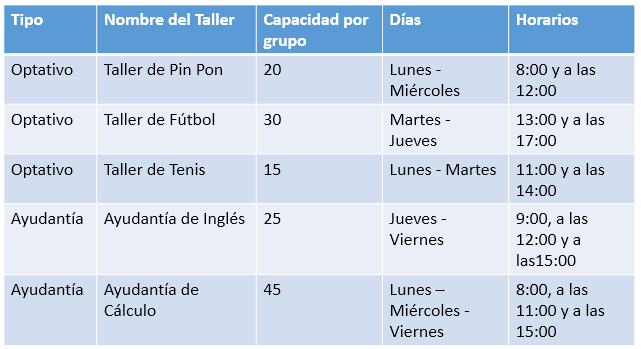 Tipo Nombre del Taller Capacidad por grupo Días Horarios
Optativo Taller de Pin Pon 20 Lunes - Miércoles 8:00 y a las 12:00
Optativo Taller de Fútbol 30 Martes - Jueves 13:00 y a las 17:00
Optativo Taller de Tenis 15 Lunes - Martes 11:00 y a las 14:00
Ayudantía Ayudantía de Inglés 25 Jueves - Viernes 9:00, a las 12:00 y a las15:00
Ayudantía Ayudantía de Cálculo 45 Lunes – Miércoles - Viernes 8:00, a las 11:00 y a las 15:00